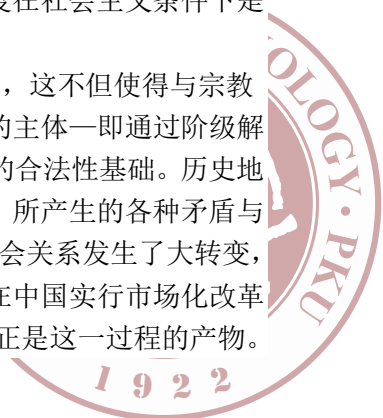 度在社会主义条件下是
，这不但使得与宗教
的主体—即通过阶级解
的合法性基础。历史地
所产生的各种矛盾与
会关系发生了大转变，
在中国实行市场化改革
正是这一过程的产物。
OLOGY · PKU
1922